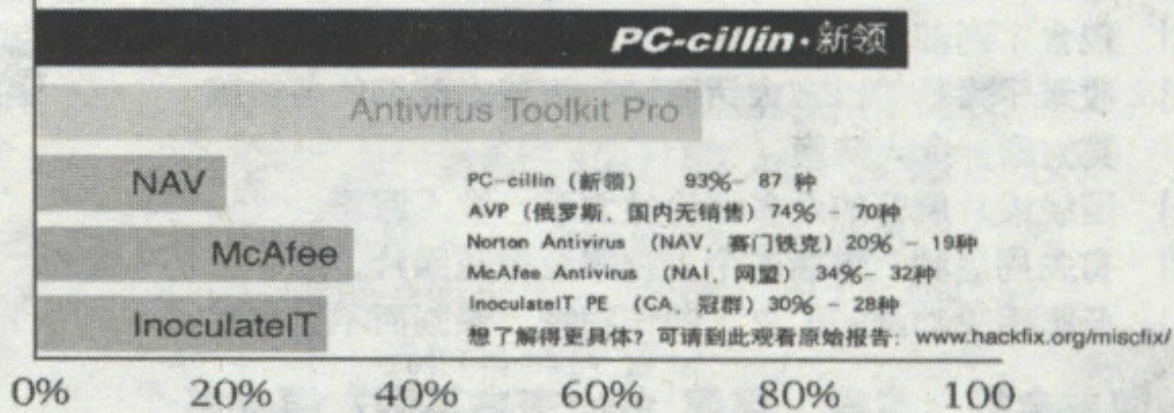 PC-cillin·新领
Antivirus Toolkit Pro
NAV
McAfee
InoculateIT
PC-cillin (新领) 93%- 87 种
AVP (俄罗斯、国内无销售) 74% - 70种
Norton Antivirus (NAV、赛门铁克) 20% - 19种
McAfee Antivirus (NAI、网盟) 34%- 32种
InoculateIT PE (CA、冠群) 30% - 28种
想了解得更具体? 可请到此观看原始报告: www.hackfix.org/miscfix/
0% 20% 40% 60% 80% 100